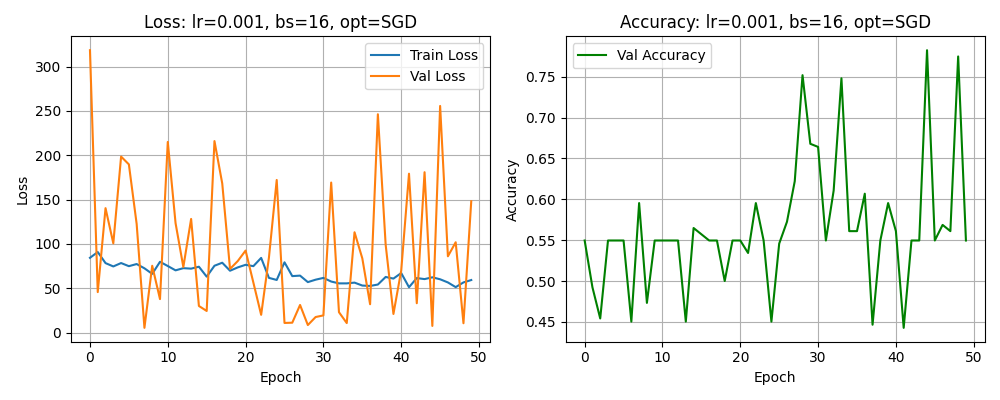 Loss: lr=0.001, bs=16, opt=SGD
Train Loss
Val Loss
300
250
200
150
100
50
0
Loss
0 10 20 30 40 50
Epoch
Accuracy: lr=0.001, bs=16, opt=SGD
Val Accuracy
0.75
0.70
0.65
0.60
0.55
0.50
0.45
Accuracy
0 10 20 30 40 50
Epoch